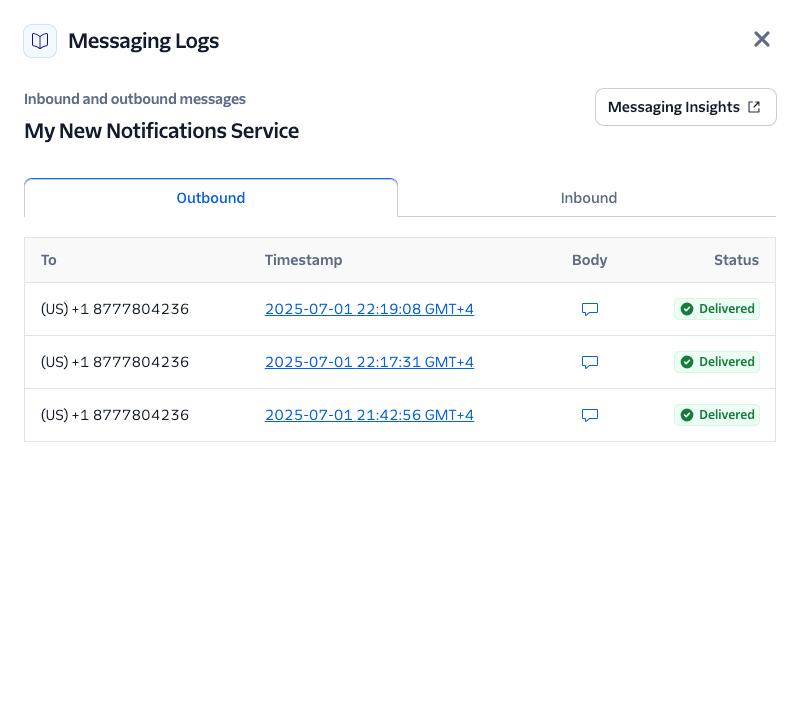 Messaging Logs
Inbound and outbound messages
My New Notifications Service
Messaging Insights
Outbound Inbound
To Timestamp Body Status
(US) +1 8777804236 2025-07-01 22:19:08 GMT+4 Delivered
(US) +1 8777804236 2025-07-01 22:17:31 GMT+4 Delivered
(US) +1 8777804236 2025-07-01 21:42:56 GMT+4 Delivered